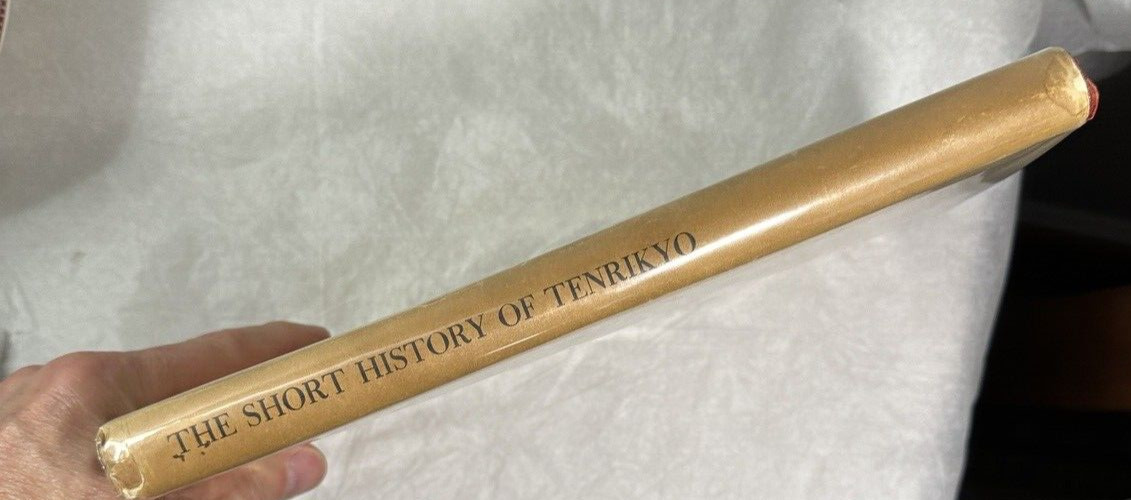 THE SHORT HISTORY OF TENRIKYO